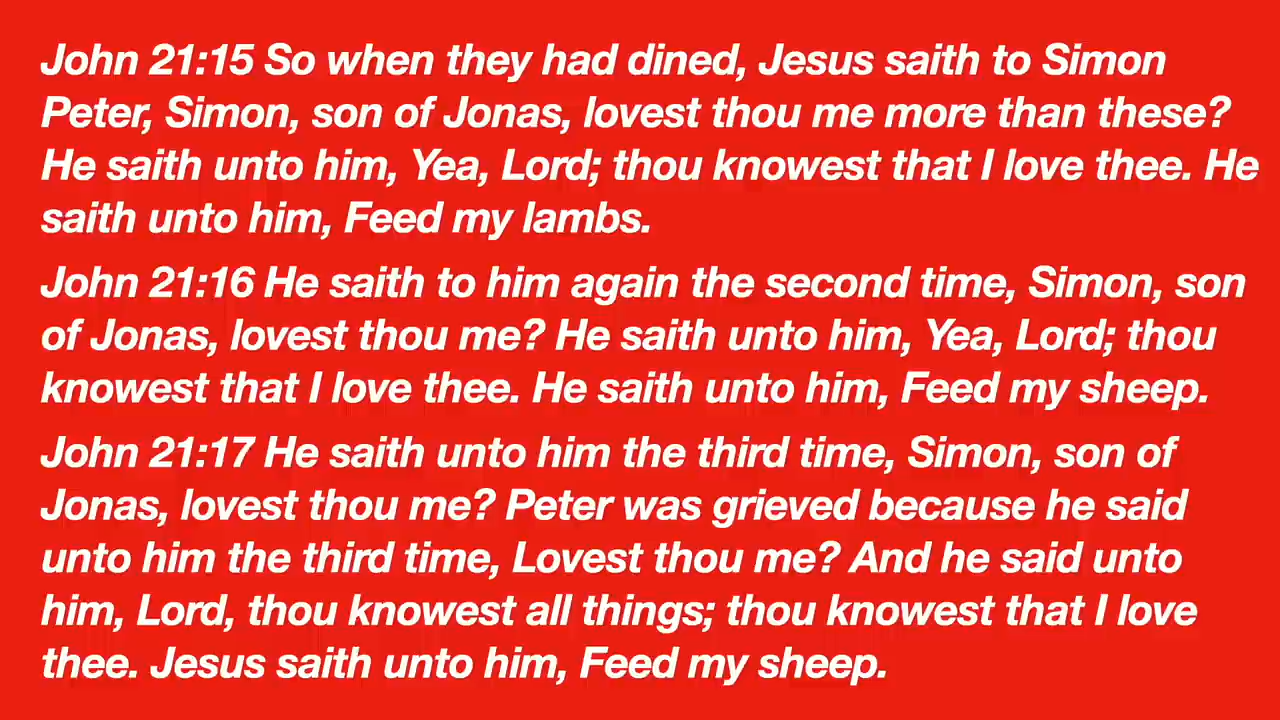 John 21:15 So when they had dined, Jesus saith to Simon
Peter, Simon, son of Jonas, lovest thou me more than these?
He saith unto him, Yea, Lord; thou knowest that I love thee. He
saith unto him, Feed my lambs.
John 21:16 He saith to him again the second time, Simon, son
of Jonas, lovest thou me? He saith unto him, Yea, Lord; thou
knowest that I love thee. He saith unto him, Feed my sheep.
John 21:17 He saith unto him the third time, Simon, son of
Jonas, lovest thou me? Peter was grieved because he said
unto him the third time, Lovest thou me? And he said unto
him, Lord, thou knowest all things; thou knowest that I love
thee. Jesus saith unto him, Feed my sheep.